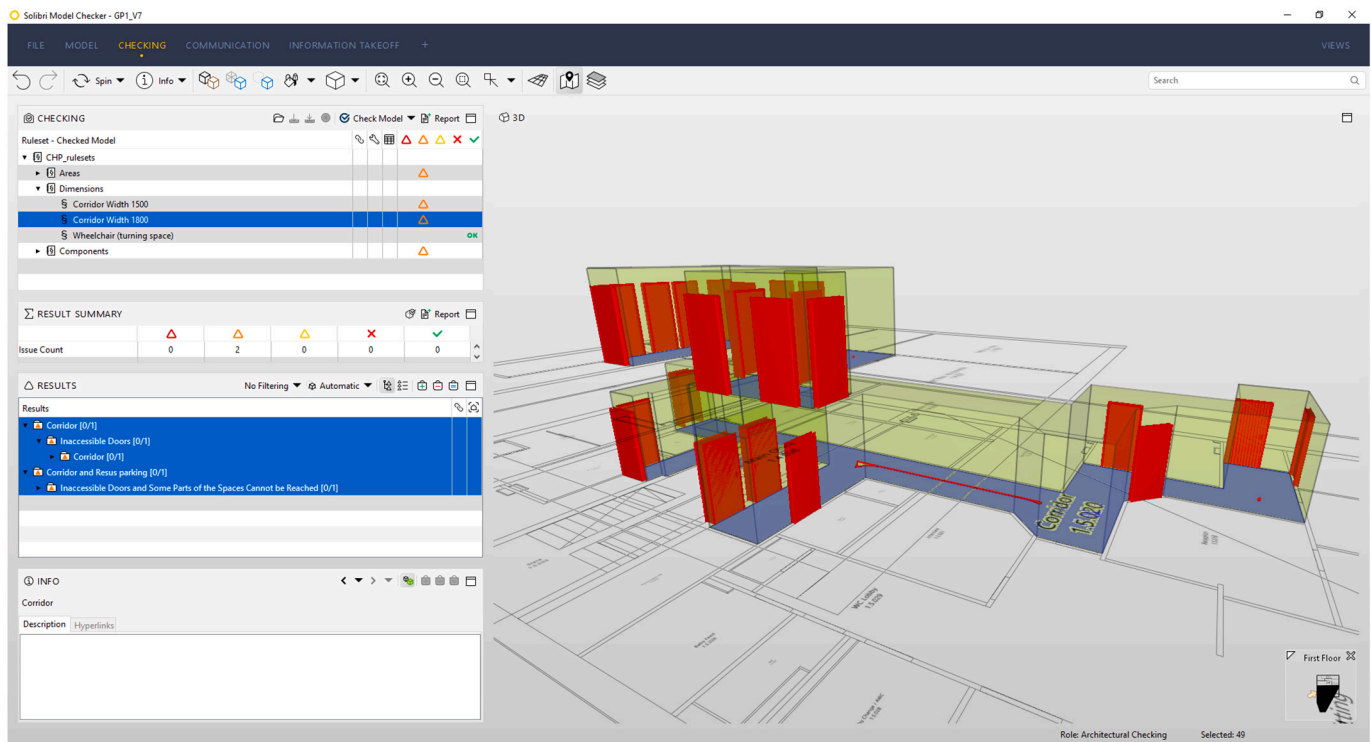 Solibri Model Checker - GP1_V7
FILE MODEL CHECKING COMMUNICATION INFORMATION TAKEOFF +
VIEWS
Spin Info
Search
CHECKING
Check Model Report
3D
Ruleset - Checked Model
CHP_rulesets
Areas
Dimensions
§ Corridor Width 1500
§ Corridor Width 1800
§ Wheelchair (turning space) OK
Components
∑ RESULT SUMMARY Report
Issue Count 0 2 0 0 0
RESULTS No Filtering Automatic
Results
Corridor [0/1]
Inaccessible Doors [0/1]
Corridor [0/1]
Corridor and Resus parking [0/1]
Inaccessible Doors and Some Parts of the Spaces Cannot be Reached [0/1]
INFO
Corridor
Description Hyperlinks
Corridor
1.5.020
WC Lobby
1.5.029
First Floor
Role: Architectural Checking Selected: 49